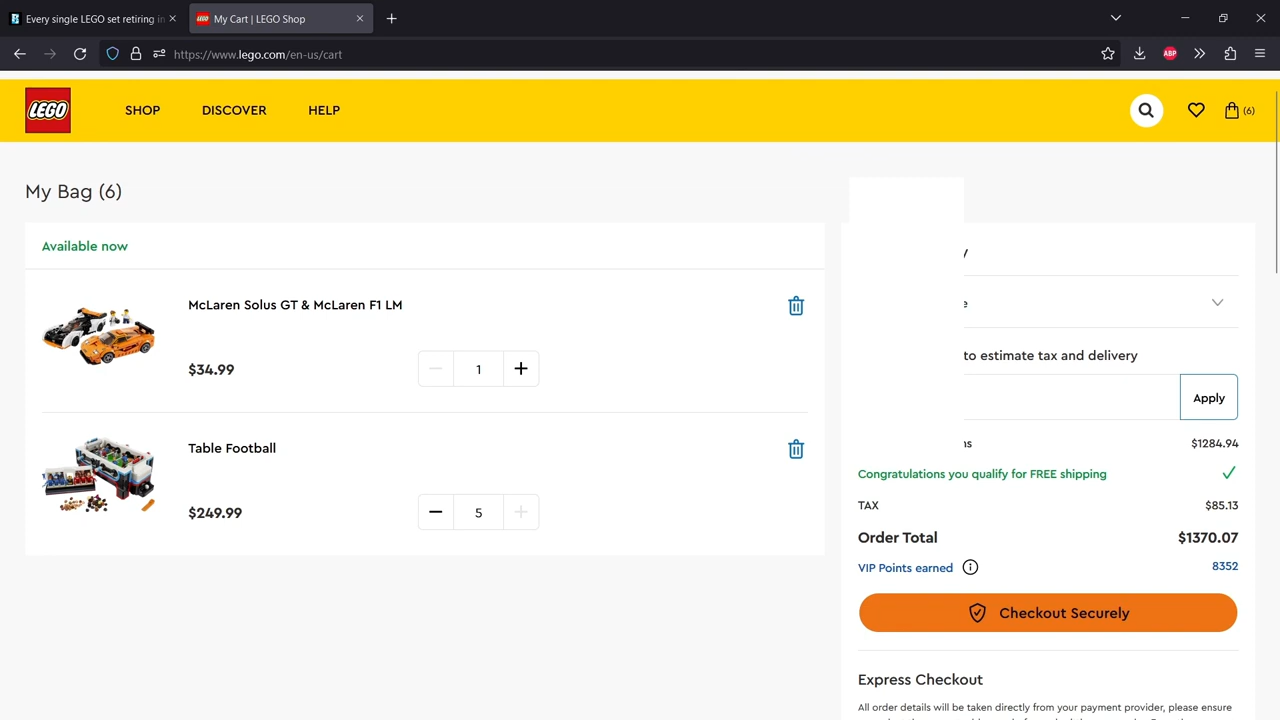 Every single LEGO set retiring in
My Cart | LEGO Shop
https://www.lego.com/en-us/cart
ABP
LEGO
SHOP
DISCOVER
HELP
(6)
My Bag (6)
Available now
McLaren Solus GT & McLaren F1 LM
$34.99
1
Table Football
$249.99
5
to estimate tax and delivery
Apply
$1284.94
Congratulations you qualify for FREE shipping
TAX $85.13
Order Total $1370.07
VIP Points earned 8352
Checkout Securely
Express Checkout
All order details will be taken directly from your payment provider, please ensure